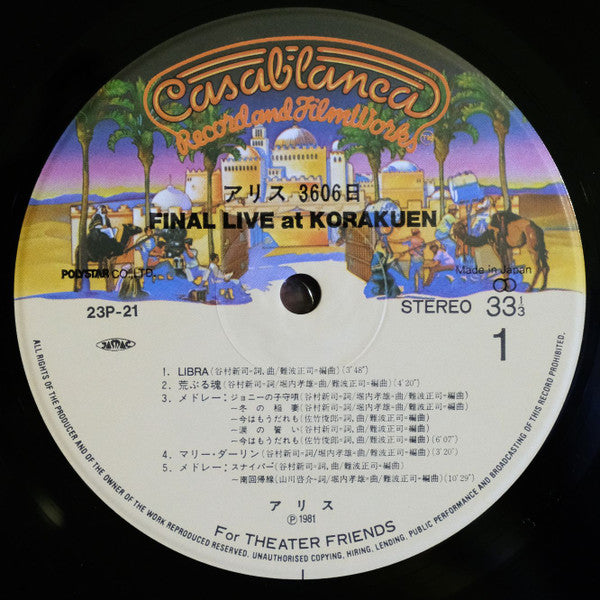 Casablanca
Record and FilmWorks
アリス 3606日
FINAL LIVE at KORAKUEN
POLYSTAR CO., LTD.
Made in Japan
23P-21
STEREO 33 1/3
JASRAC
1
1. LIBRA(谷村新司-詞,曲/難波正司=編曲)(3'48")
2. 荒ぶる魂(谷村新司=詞/堀内孝雄-曲/難波正司=編曲)(4'20")
3. メドレー:ジョニーの子守唄(谷村新司=詞/堀内孝雄-曲/難波正司=編曲)
~冬の稲妻(谷村新司=詞/堀内孝雄-曲/難波正司=編曲)
~今はもうだれも(佐竹俊郎-詞,曲/難波正司=編曲)
~涙の誓い(谷村新司=詞/堀内孝雄-曲/難波正司=編曲)
~今はもうだれも(佐竹俊郎-詞,曲/難波正司=編曲)(6'07")
4. マリー・ダーリン(谷村新司=詞/堀内孝雄-曲/難波正司=編曲)(3'20")
5. メドレー:スナイパー(谷村新司=詞,曲/難波正司=編曲)
~南回帰線(山川啓介-詞/堀内孝雄-曲/難波正司=編曲)(10'29")
アリス
Ⓟ1981
For THEATER FRIENDS
ALL RIGHTS OF THE PRODUCER AND OF THE OWNER OF THE WORK REPRODUCED RESERVED. UNAUTHORISED COPYING, HIRING, LENDING, PUBLIC PERFORMANCE AND BROADCASTING OF THIS RECORD PROHIBITED.